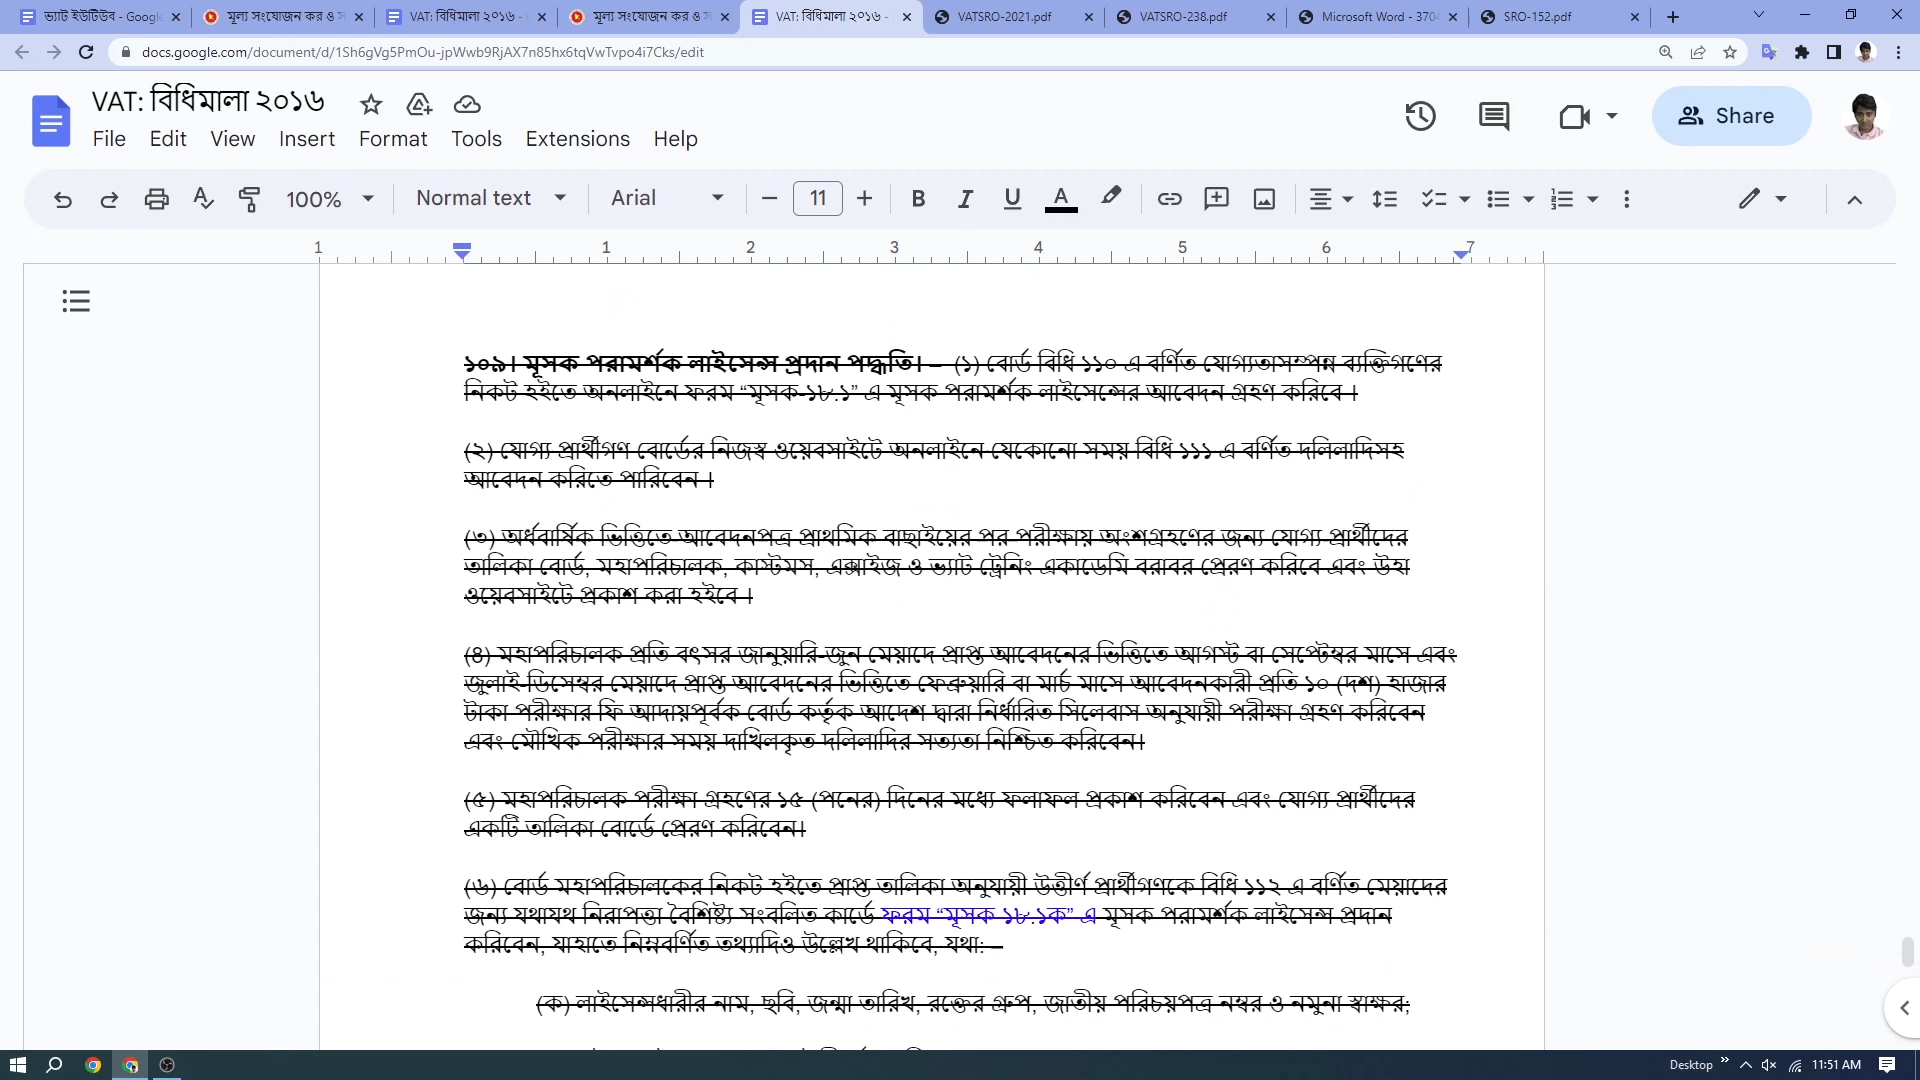 ভ্যাট ইউটিউব - Google
মূল্য সংযোজন কর ও স
VAT: বিধিমালা ২০১৬ -
মূল্য সংযোজন কর ও স
VAT: বিধিমালা ২০১৬ -
VATSRO-2021.pdf
VATSRO-238.pdf
Microsoft Word - 370
SRO-152.pdf
docs.google.com/document/d/1Sh6gVg5PmOu-jpWwb9RjAX7n85hx6tqVwTvpo4i7Cks/edit
VAT: বিধিমালা ২০১৬
File Edit View Insert Format Tools Extensions Help
Share
100% Normal text Arial 11 B I U A
1 1 2 3 4 5 6 7
১০৯। মূসক পরামর্শক লাইসেন্স প্রদান পদ্ধতি। – (১) বোর্ড বিধি ১১০ এ বর্ণিত যোগ্যতাসম্পন্ন ব্যক্তিগণের
নিকট হইতে অনলাইনে ফরম “মূসক-১৮.১” এ মূসক পরামর্শক লাইসেন্সের আবেদন গ্রহণ করিবে ।
(২) যোগ্য প্রার্থীগণ বোর্ডের নিজস্ব ওয়েবসাইটে অনলাইনে যেকোনো সময় বিধি ১১১ এ বর্ণিত দলিলাদিসহ
আবেদন করিতে পারিবেন ।
(৩) অর্ধবার্ষিক ভিত্তিতে আবেদনপত্র প্রাথমিক বাছাইয়ের পর পরীক্ষায় অংশগ্রহণের জন্য যোগ্য প্রার্থীদের
তালিকা বোর্ড, মহাপরিচালক, কাস্টমস, এক্সাইজ ও ভ্যাট ট্রেনিং একাডেমি বরাবর প্রেরণ করিবে এবং উহা
ওয়েবসাইটে প্রকাশ করা হইবে ।
(৪) মহাপরিচালক প্রতি বৎসর জানুয়ারি-জুন মেয়াদে প্রাপ্ত আবেদনের ভিত্তিতে আগস্ট বা সেপ্টেম্বর মাসে এবং
জুলাই-ডিসেম্বর মেয়াদে প্রাপ্ত আবেদনের ভিত্তিতে ফেব্রুয়ারি বা মার্চ মাসে আবেদনকারী প্রতি ১০ (দশ) হাজার
টাকা পরীক্ষার ফি আদায়পূর্বক বোর্ড কর্তৃক আদেশ দ্বারা নির্ধারিত সিলেবাস অনুযায়ী পরীক্ষা গ্রহণ করিবেন
এবং মৌখিক পরীক্ষার সময় দাখিলকৃত দলিলাদির সত্যতা নিশ্চিত করিবেন।
(৫) মহাপরিচালক পরীক্ষা গ্রহণের ১৫ (পনের) দিনের মধ্যে ফলাফল প্রকাশ করিবেন এবং যোগ্য প্রার্থীদের
একটি তালিকা বোর্ডে প্রেরণ করিবেন।
(৬) বোর্ড মহাপরিচালকের নিকট হইতে প্রাপ্ত তালিকা অনুযায়ী উত্তীর্ণ প্রার্থীগণকে বিধি ১১২ এ বর্ণিত মেয়াদের
জন্য যথাযথ নিরাপত্তা বৈশিষ্ট্য সংবলিত কার্ডে ফরম “মূসক ১৮.১ক” এ মূসক পরামর্শক লাইসেন্স প্রদান
করিবেন, যাহাতে নিম্নবর্ণিত তথ্যাদিও উল্লেখ থাকিবে, যথা: –
(ক) লাইসেন্সধারীর নাম, ছবি, জন্ম তারিখ, রক্তের গ্রুপ, জাতীয় পরিচয়পত্র নম্বর ও নমুনা স্বাক্ষর;
Desktop 11:51 AM